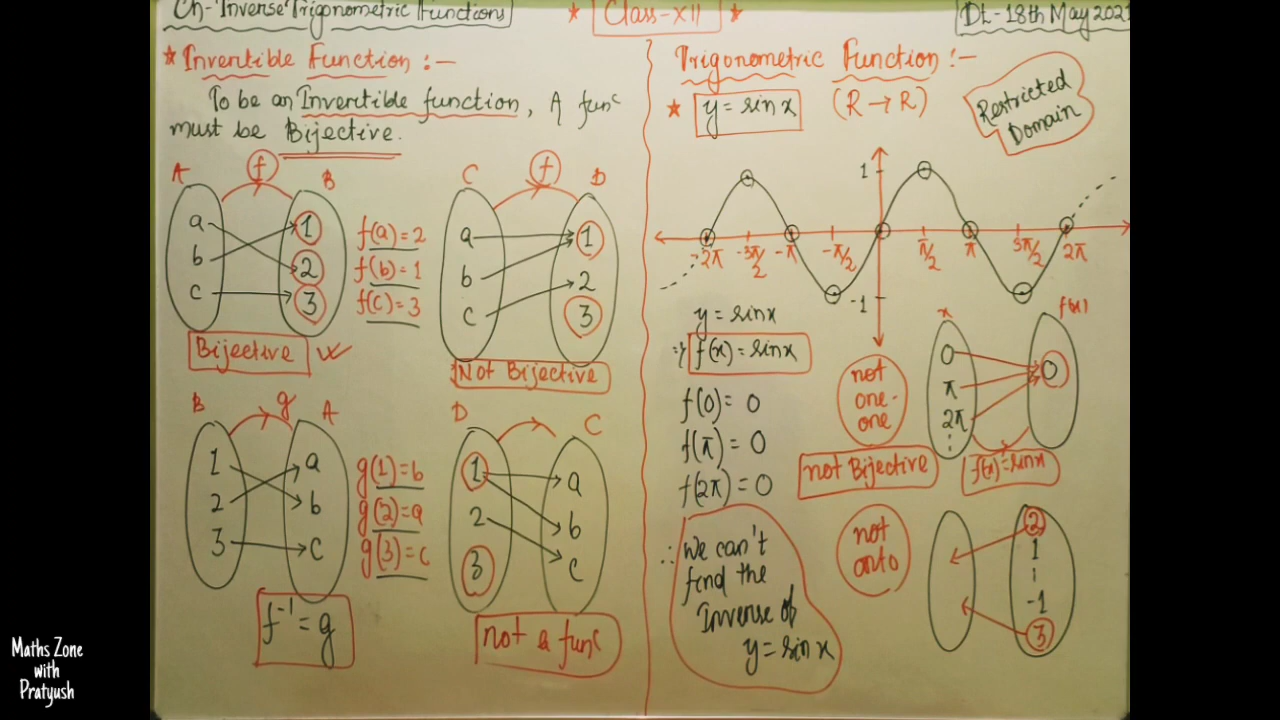 Ch- Inverse Trigonometric Functions
* Class-XII *
Dt - 18th May 2021
* Invertible Function :-
To be an Invertible function, A func
must be Bijective.
A f B
a 1
b 2
c 3
f(a)=2
f(b)=1
f(c)=3
Bijective
C f D
a 1
b 2
c 3
Not Bijective
B g A
1 a
2 b
3 c
g(1)=b
g(2)=a
g(3)=c
f⁻¹ = g
D C
1 a
2 b
3 c
not a func
Trigonometric Function :-
* y = sin x (R → R)
Restricted
Domain
1
-2π -3π/2 -π -π/2 π/2 π 3π/2 2π
-1
y = sinx
⇒ f(x) = sinx
f(0) = 0
f(π) = 0
f(2π) = 0
∴ We can't
find the
Inverse of
y = sin x
not
one-
one
not Bijective
x f(x)
0 0
π
2π
f(x)=sinx
not
onto
2
1
-1
3
Maths Zone
with
Pratyush